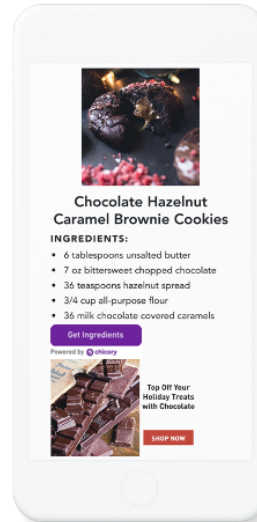 Chocolate Hazelnut
Caramel Brownie Cookies
INGREDIENTS:
• 6 tablespoons unsalted butter
• 7 oz bittersweet chopped chocolate
• 36 teaspoons hazelnut spread
• 3/4 cup all-purpose flour
• 36 milk chocolate covered caramels
Get Ingredients
Powered by chicory
Top Off Your
Holiday Treats
with Chocolate
SHOP NOW